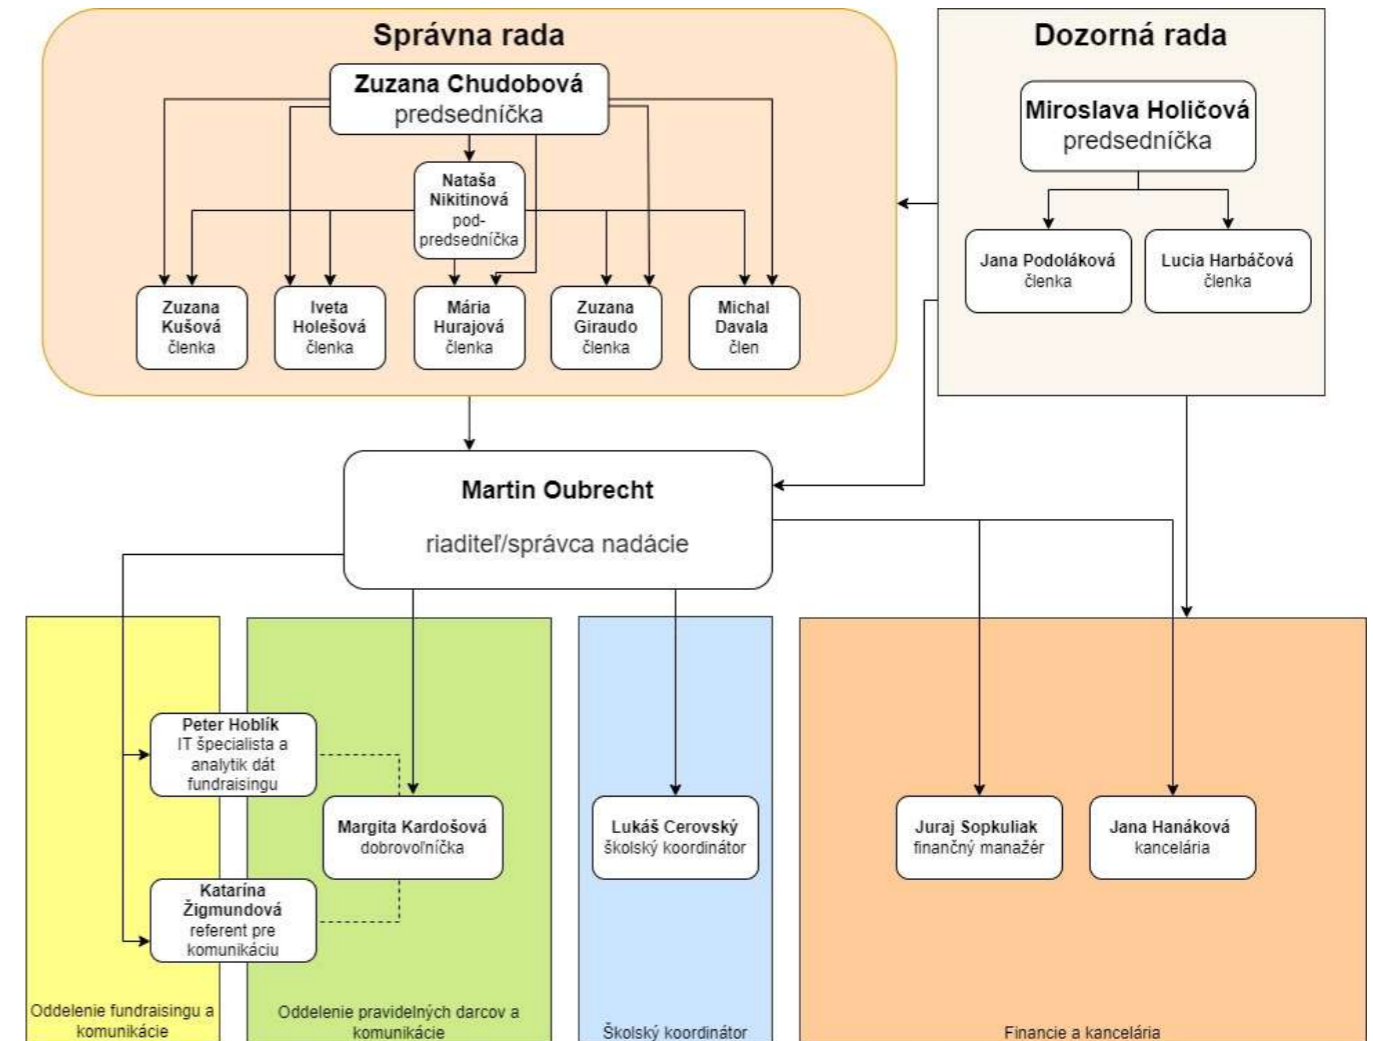 Správna rada
Zuzana Chudobová
predsedníčka
Nataša
Nikitinová
pod-
predsedníčka
Zuzana
Kušová
členka
Iveta
Holešová
členka
Mária
Hurajová
členka
Zuzana
Giraudo
členka
Michal
Davala
člen
Dozorná rada
Miroslava Holičová
predsedníčka
Jana Podoláková
členka
Lucia Harbáčová
členka
Martin Oubrecht
riaditeľ/správca nadácie
Peter Hoblík
IT špecialista a
analytik dát
fundraisingu
Katarína
Žigmundová
referent pre
komunikáciu
Oddelenie fundraisingu a
komunikácie
Margita Kardošová
dobrovoľníčka
Oddelenie pravidelných darcov a
komunikácie
Lukáš Cerovský
školský koordinátor
Školský koordinátor
Juraj Sopkuliak
finančný manažér
Jana Hanáková
kancelária
Financie a kancelária